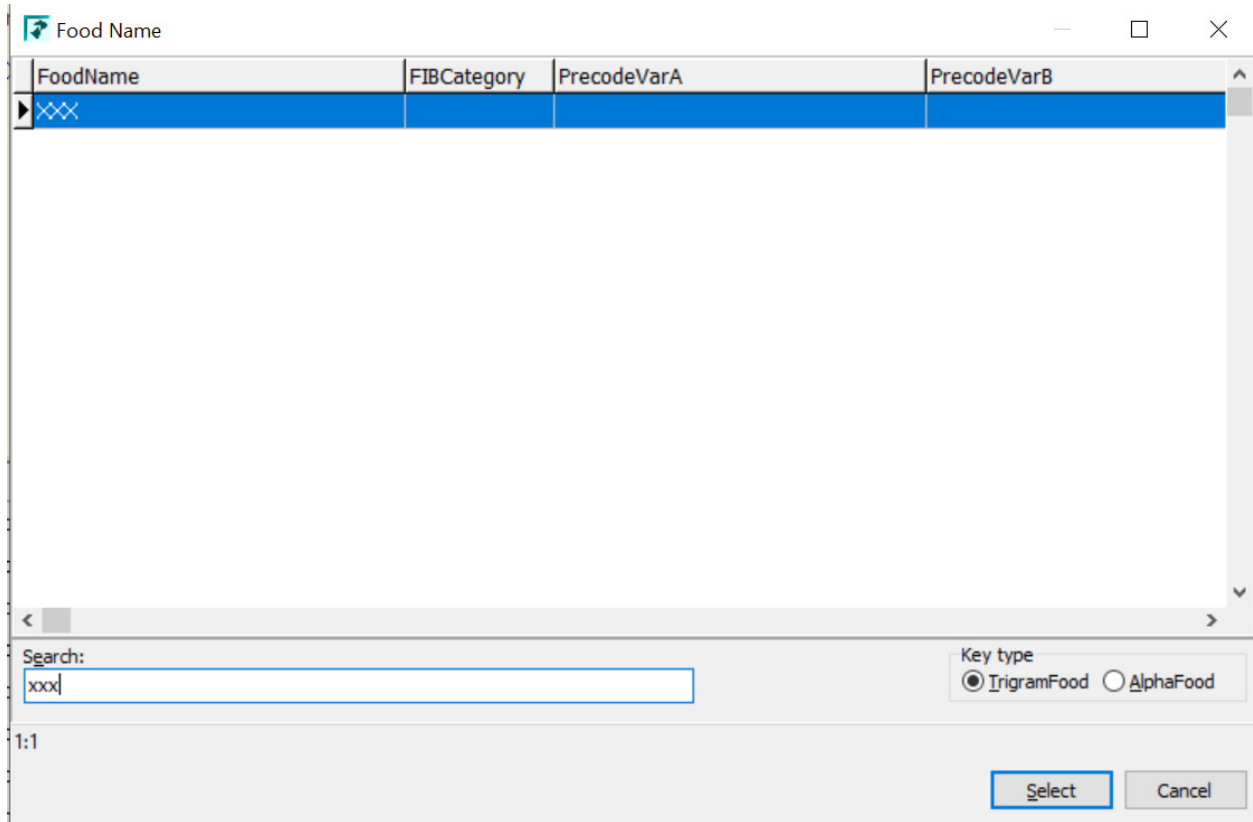 Food Name
FoodName FIBCategory PrecodeVarA PrecodeVarB
XXX
Search:
xxx
Key type
TrigramFood AlphaFood
1:1
Select Cancel